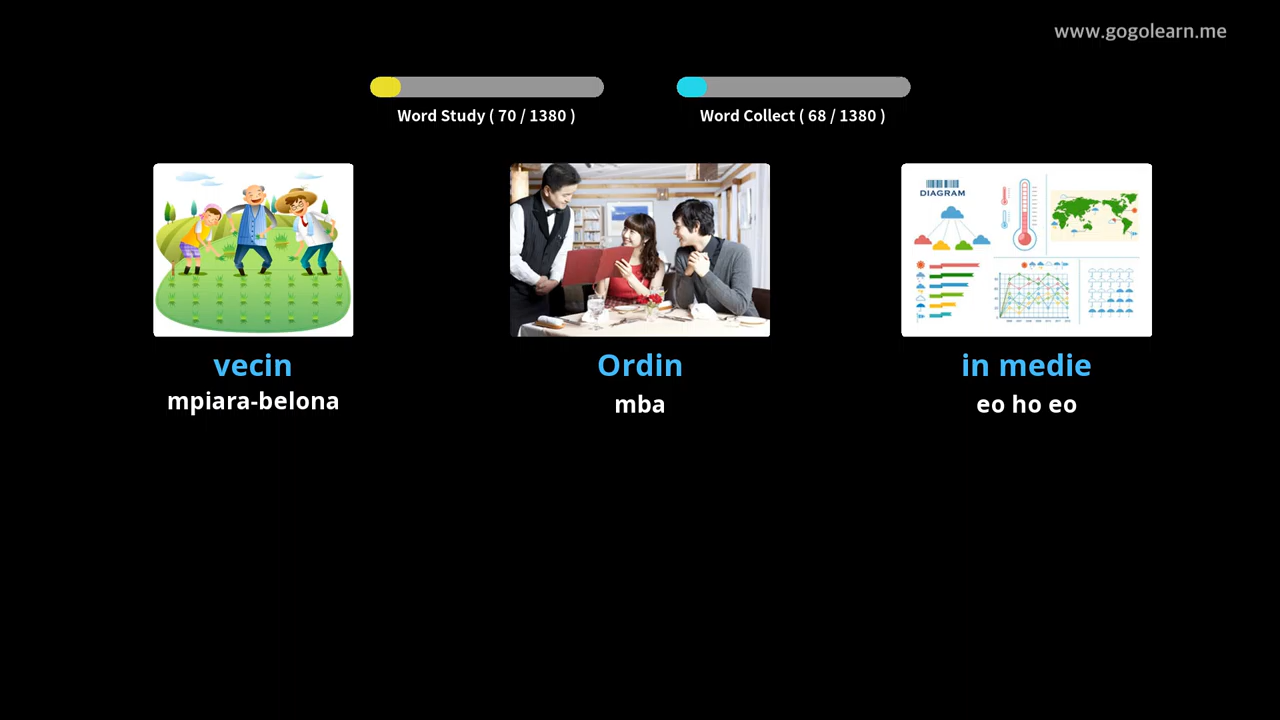 www.gogolearn.me
Word Study ( 70 / 1380 )
Word Collect ( 68 / 1380 )
DIAGRAM
vecin
mpiara-belona
Ordin
mba
in medie
eo ho eo